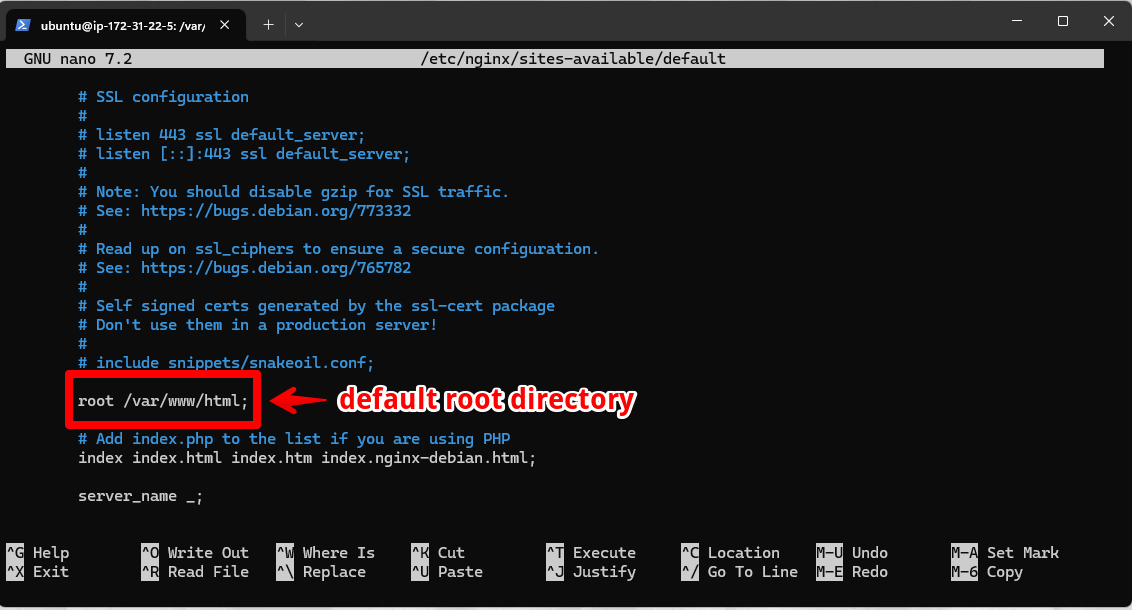 ubuntu@ip-172-31-22-5: /var/
GNU nano 7.2 /etc/nginx/sites-available/default
# SSL configuration
#
# listen 443 ssl default_server;
# listen [::]:443 ssl default_server;
#
# Note: You should disable gzip for SSL traffic.
# See: https://bugs.debian.org/773332
#
# Read up on ssl_ciphers to ensure a secure configuration.
# See: https://bugs.debian.org/765782
#
# Self signed certs generated by the ssl-cert package
# Don't use them in a production server!
#
# include snippets/snakeoil.conf;
root /var/www/html; default root directory
# Add index.php to the list if you are using PHP
index index.html index.htm index.nginx-debian.html;
server_name _;
^G Help ^O Write Out ^W Where Is ^K Cut ^T Execute ^C Location M-U Undo M-A Set Mark
^X Exit ^R Read File ^\ Replace ^U Paste ^J Justify ^/ Go To Line M-E Redo M-6 Copy